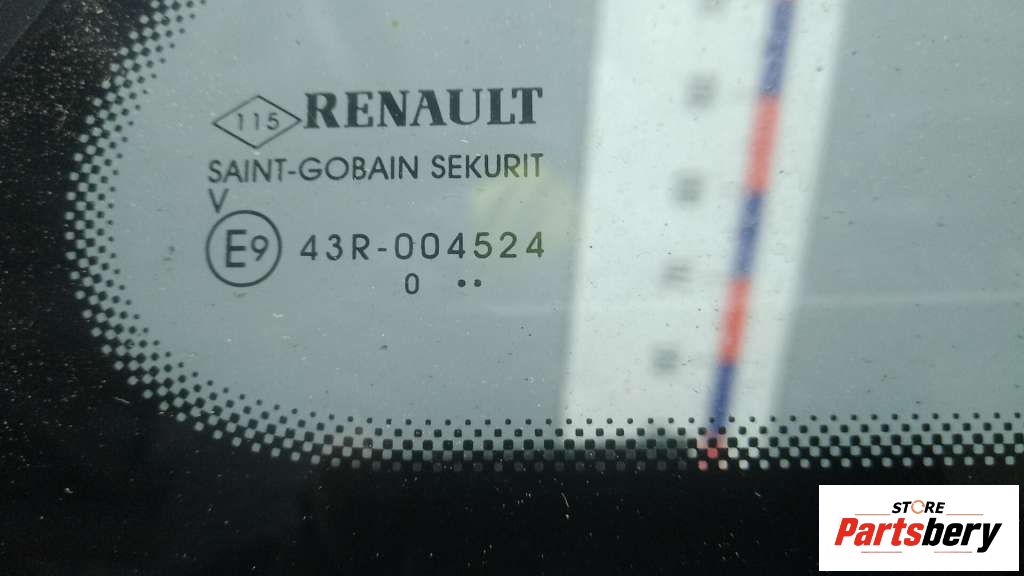 115 RENAULT
SAINT-GOBAIN SEKURIT
V
E9 43R-004524
0 ••
STORE
Partsbery